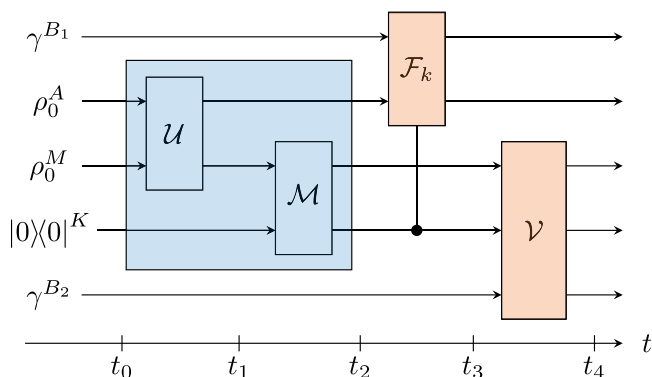 γ^{B_1}
F_k
ρ_0^A
U
ρ_0^M
M
|0⟩⟨0|^K
V
γ^{B_2}
t
t_0 t_1 t_2 t_3 t_4